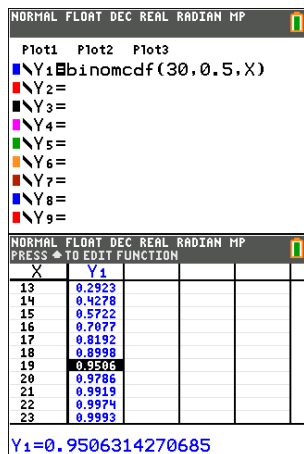 NORMAL FLOAT DEC REAL RADIAN MP
Plot1 Plot2 Plot3
\Y1=binomcdf(30,0.5,X)
\Y2=
\Y3=
\Y4=
\Y5=
\Y6=
\Y7=
\Y8=
\Y9=
NORMAL FLOAT DEC REAL RADIAN MP
PRESS + TO EDIT FUNCTION
X Y1
13 0.2923
14 0.4278
15 0.5722
16 0.7077
17 0.8192
18 0.8998
19 0.9506
20 0.9786
21 0.9919
22 0.9974
23 0.9993
Y1=0.9506314270685